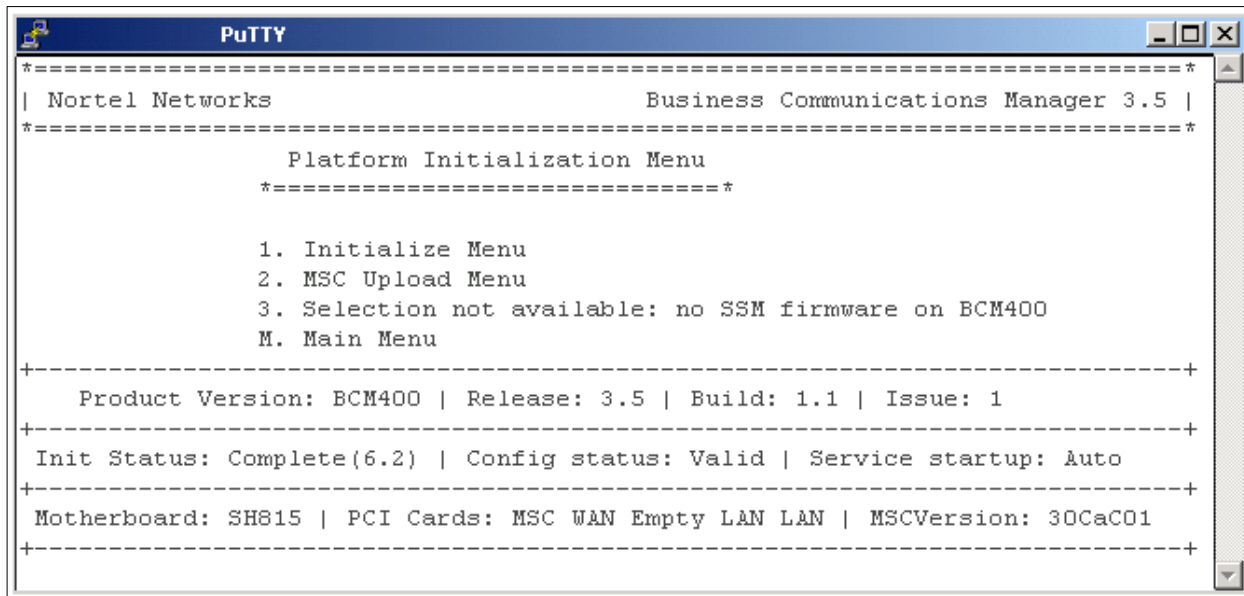 PuTTY
*==============================================================================*
| Nortel Networks                         Business Communications Manager 3.5 |
*==============================================================================*
Platform Initialization Menu
*==============================*
1. Initialize Menu
2. MSC Upload Menu
3. Selection not available: no SSM firmware on BCM400
M. Main Menu
+------------------------------------------------------------------------------+
Product Version: BCM400 | Release: 3.5 | Build: 1.1 | Issue: 1
+------------------------------------------------------------------------------+
Init Status: Complete(6.2) | Config status: Valid | Service startup: Auto
+------------------------------------------------------------------------------+
Motherboard: SH815 | PCI Cards: MSC WAN Empty LAN LAN | MSCVersion: 30CaC01
+------------------------------------------------------------------------------+